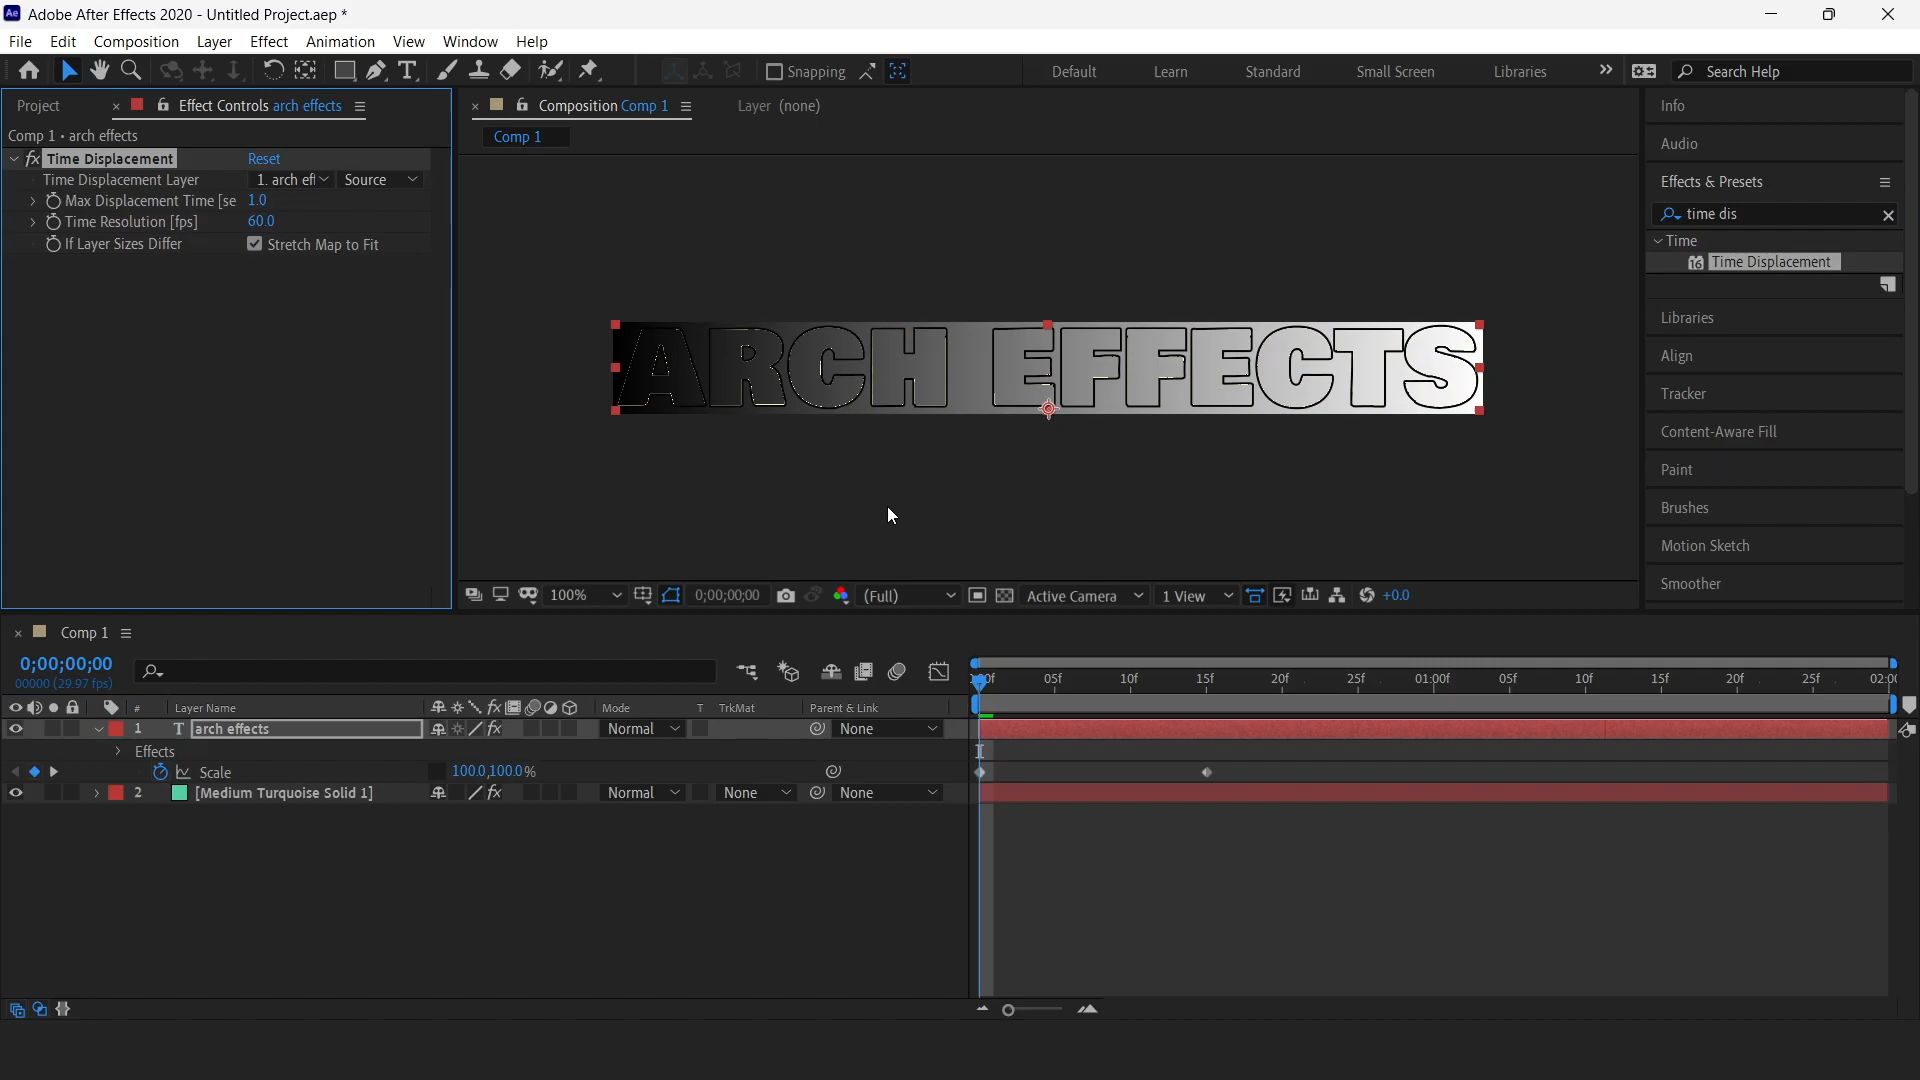 Adobe After Effects 2020 - Untitled Project.aep *
File Edit Composition Layer Effect Animation View Window Help
Snapping Default Learn Standard Small Screen Libraries Search Help
Project Effect Controls arch effects
Comp 1 • arch effects
fx Time Displacement Reset
Time Displacement Layer 1. arch eff Source
Max Displacement Time [se 1.0
Time Resolution [fps] 60.0
If Layer Sizes Differ Stretch Map to Fit
Composition Comp 1 Layer (none)
Comp 1
ARCH EFFECTS
100% 0;00;00;00 (Full) Active Camera 1 View +0.0
Info
Audio
Effects & Presets
time dis
Time
16 Time Displacement
Libraries
Align
Tracker
Content-Aware Fill
Paint
Brushes
Motion Sketch
Smoother
Comp 1
0;00;00;00
00000 (29.97 fps)
05f 10f 15f 20f 25f 01:00f 05f 10f 15f 20f 25f
# Layer Name Mode T TrkMat Parent & Link
1 T arch effects Normal None
Effects
Scale 100.0,100.0%
2 [Medium Turquoise Solid 1] Normal None None